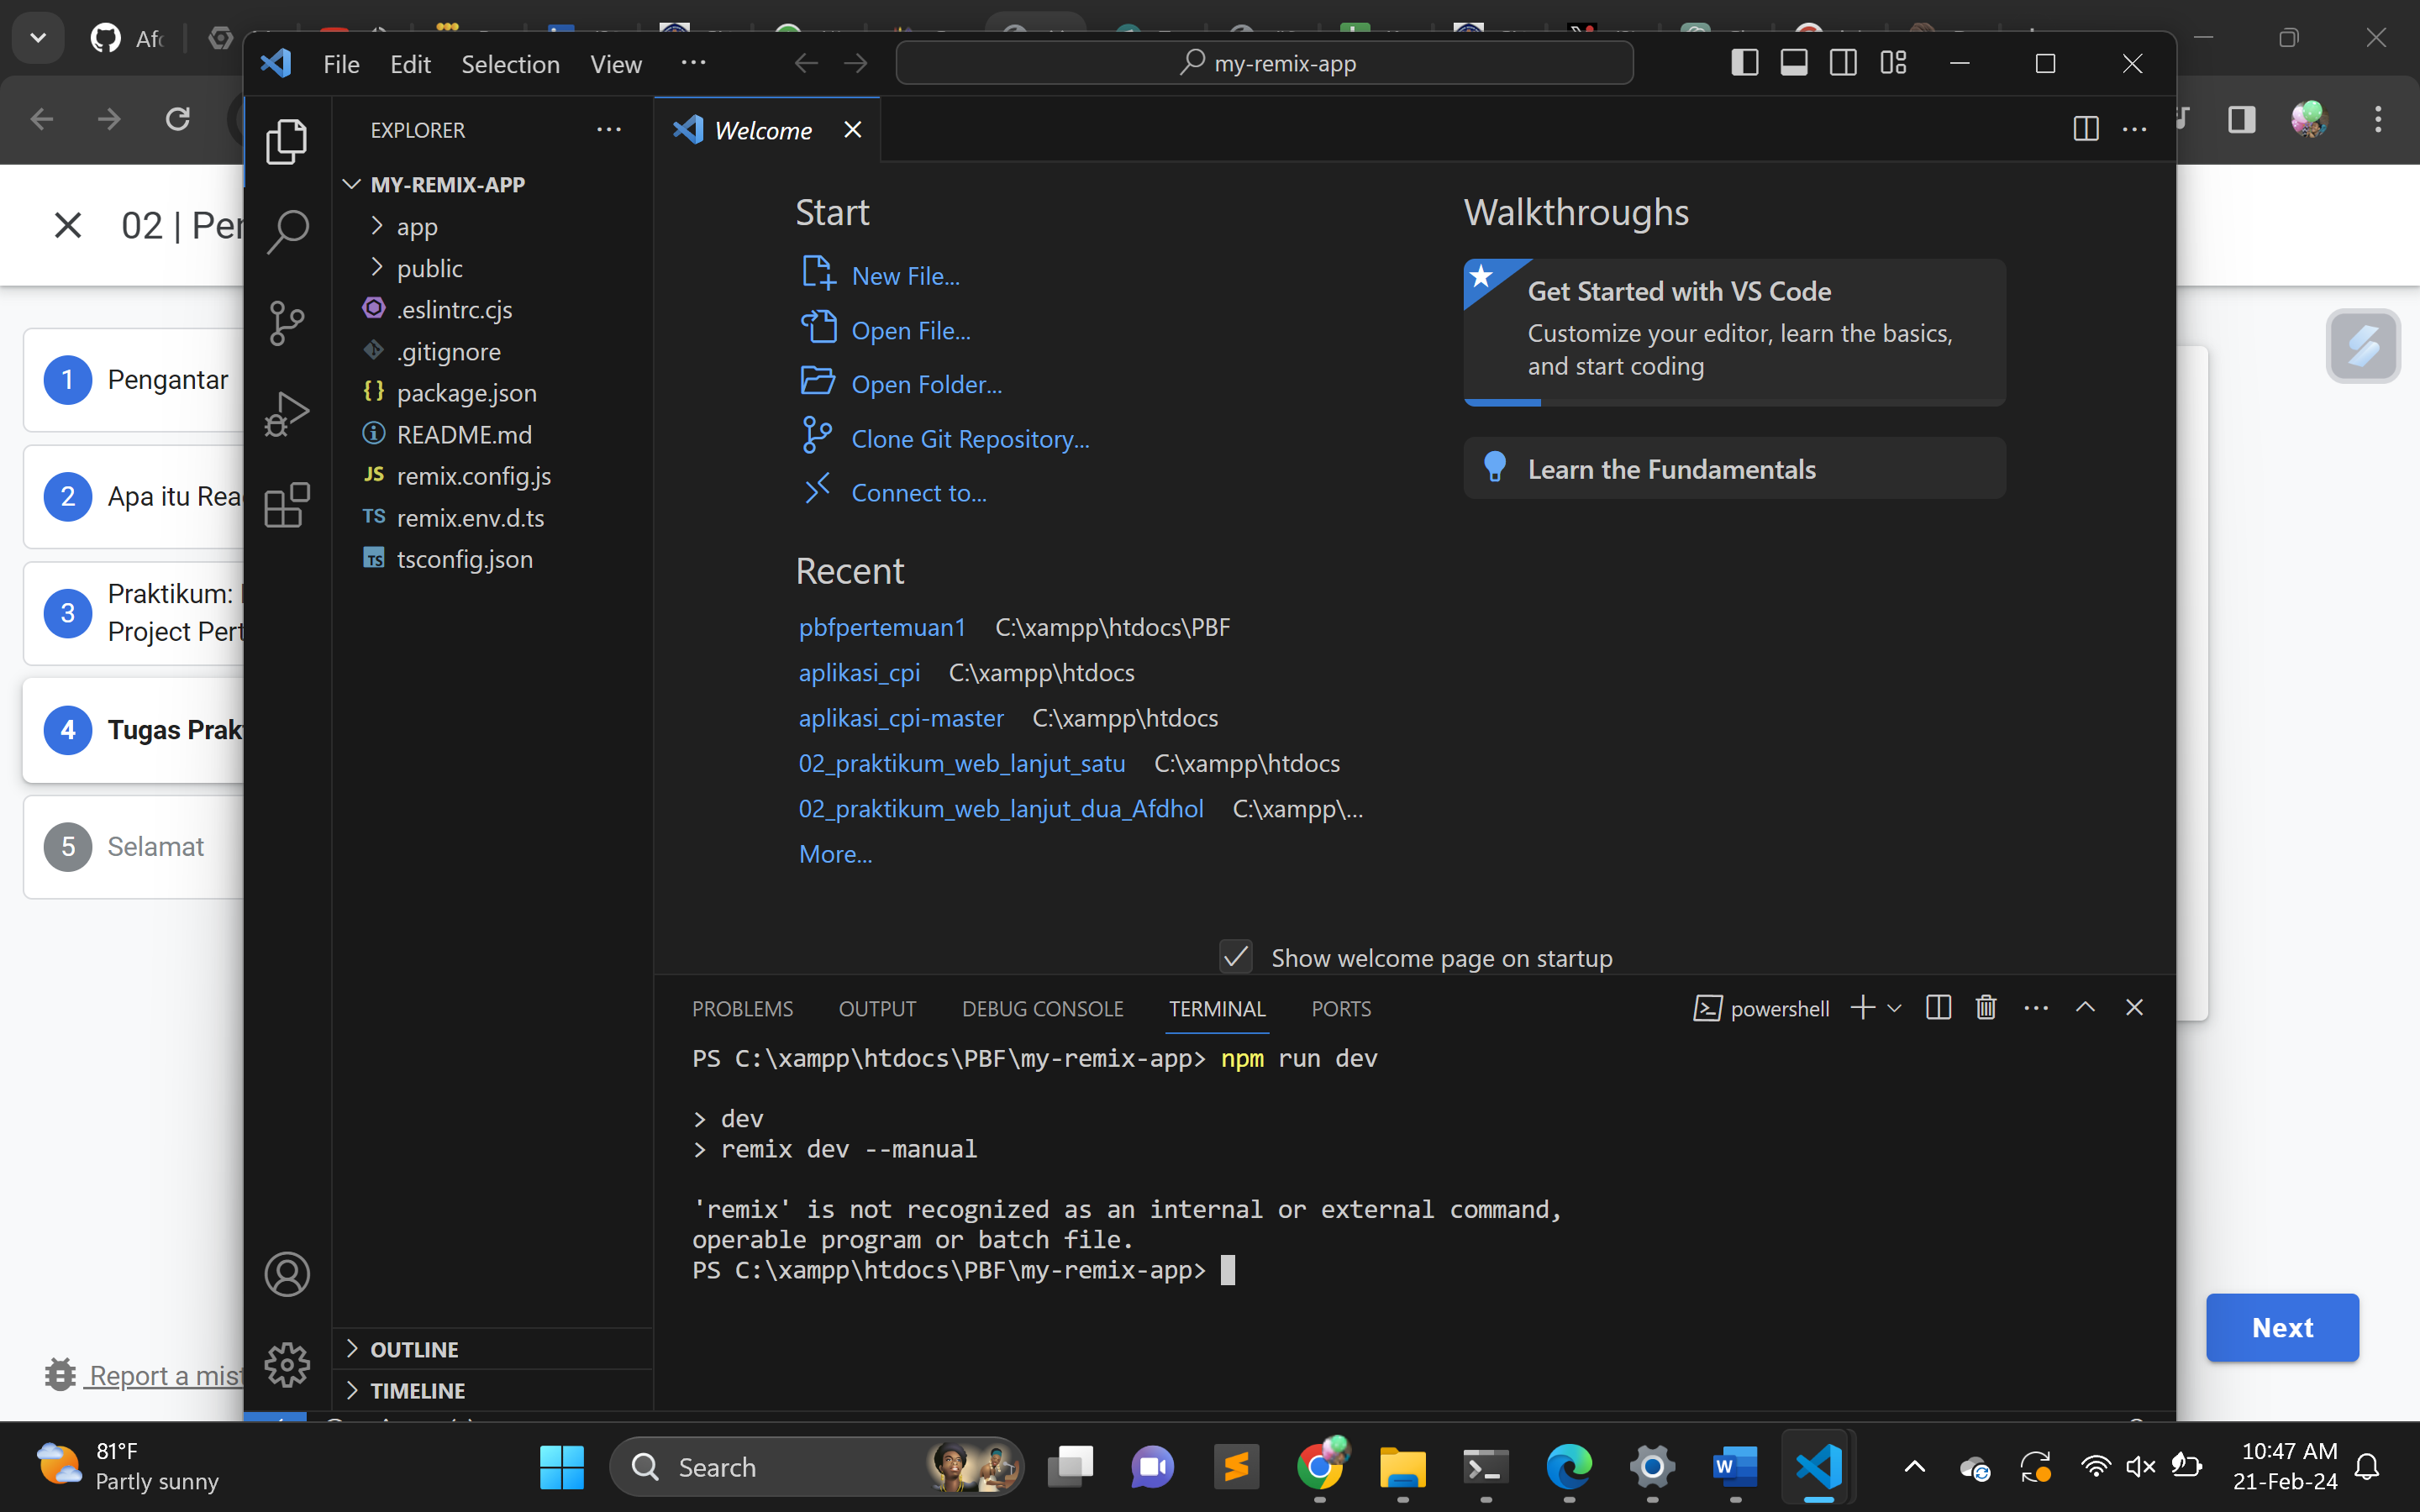 File Edit Selection View ...
my-remix-app
02 | Per
1 Pengantar
2 Apa itu Rea
3 Praktikum:
Project Pert
4 Tugas Prak
5 Selamat
Report a mist
EXPLORER
MY-REMIX-APP
app
public
.eslintrc.cjs
.gitignore
{} package.json
README.md
JS remix.config.js
TS remix.env.d.ts
TS tsconfig.json
OUTLINE
TIMELINE
Welcome
Start
New File...
Open File...
Open Folder...
Clone Git Repository...
Connect to...
Recent
pbfpertemuan1 C:\xampp\htdocs\PBF
aplikasi_cpi C:\xampp\htdocs
aplikasi_cpi-master C:\xampp\htdocs
02_praktikum_web_lanjut_satu C:\xampp\htdocs
02_praktikum_web_lanjut_dua_Afdhol C:\xampp\...
More...
Walkthroughs
Get Started with VS Code
Customize your editor, learn the basics,
and start coding
Learn the Fundamentals
Show welcome page on startup
PROBLEMS OUTPUT DEBUG CONSOLE TERMINAL PORTS
powershell
PS C:\xampp\htdocs\PBF\my-remix-app> npm run dev
> dev
> remix dev --manual
'remix' is not recognized as an internal or external command,
operable program or batch file.
PS C:\xampp\htdocs\PBF\my-remix-app>
Next
81°F
Partly sunny
Search
10:47 AM
21-Feb-24